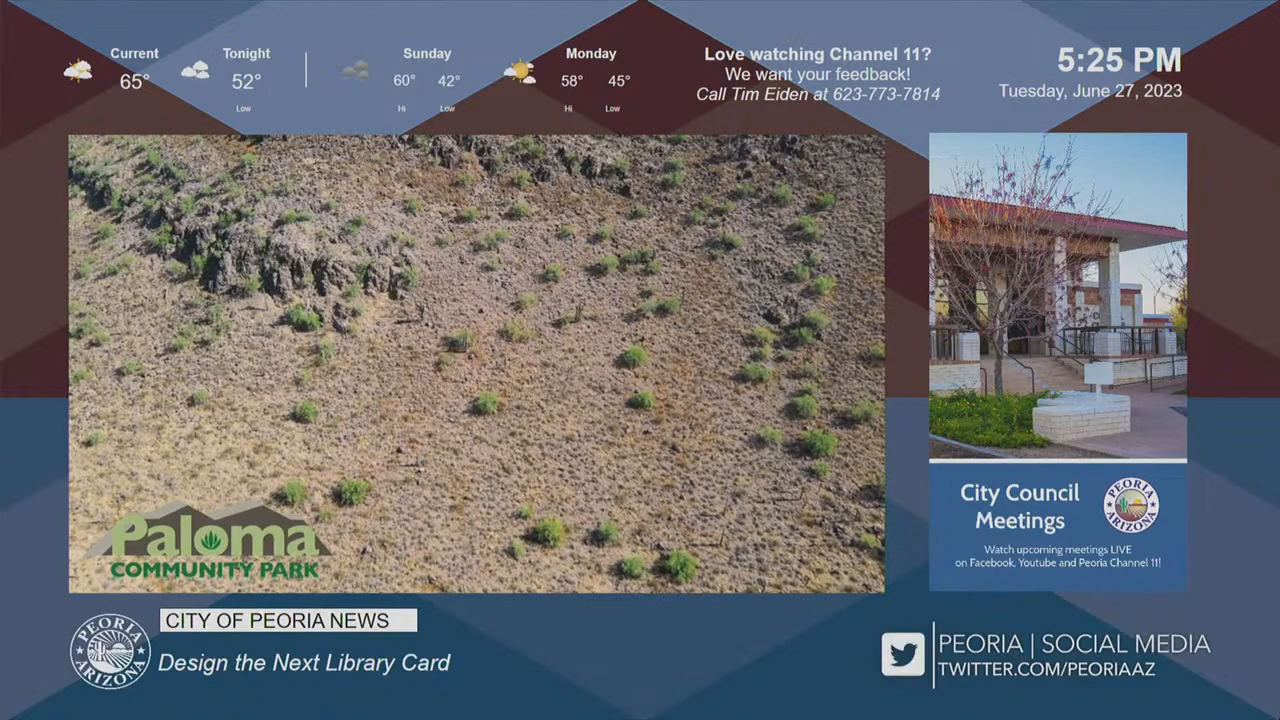 Current
65°
Tonight
52°
Low
Sunday
60° 42°
Hi Low
Monday
58° 45°
Hi Low
Love watching Channel 11?
We want your feedback!
Call Tim Eiden at 623-773-7814
5:25 PM
Tuesday, June 27, 2023
Paloma
COMMUNITY PARK
City Council
Meetings
PEORIA
ARIZONA
Watch upcoming meetings LIVE
on Facebook, Youtube and Peoria Channel 11!
PEORIA
ARIZONA
CITY OF PEORIA NEWS
Design the Next Library Card
PEORIA | SOCIAL MEDIA
TWITTER.COM/PEORIAAZ